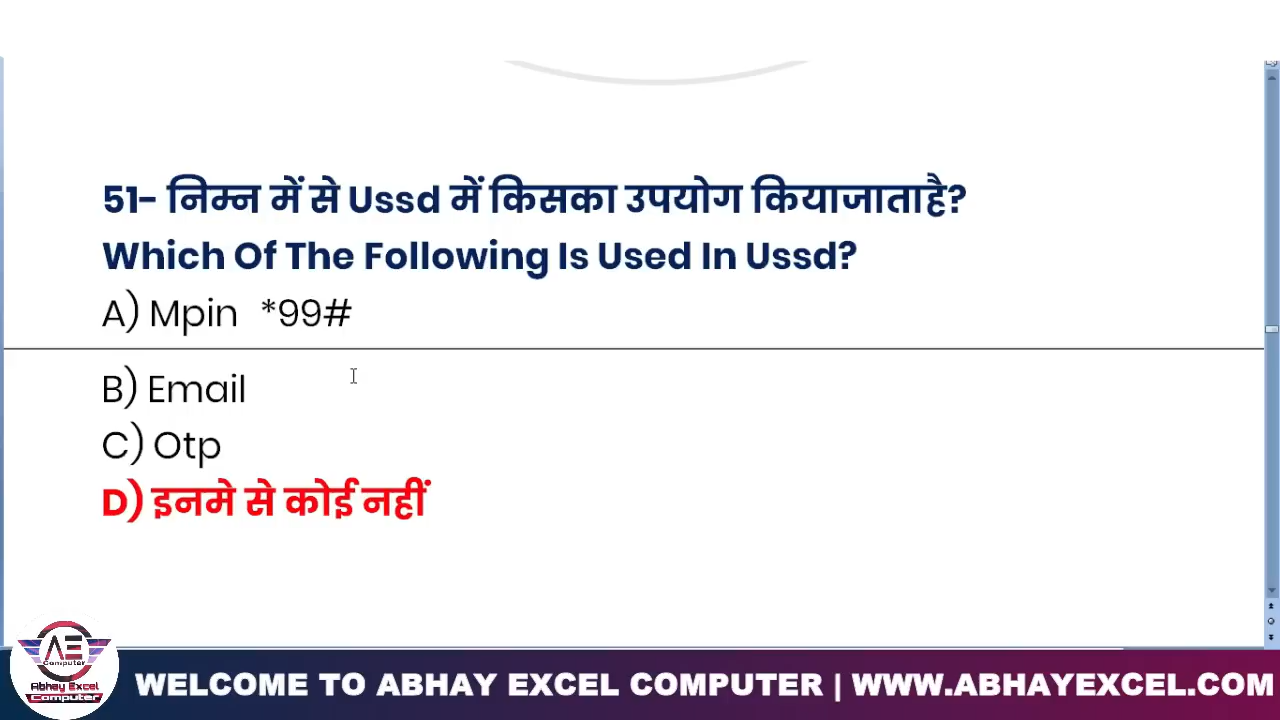 51- निम्न में से Ussd में किसका उपयोग कियाजाताहै?
Which Of The Following Is Used In Ussd?
A) Mpin *99#
B) Email
C) Otp
D) इनमे से कोई नहीं
AE
Computer
Abhay Excel
Computer
WELCOME TO ABHAY EXCEL COMPUTER | WWW.ABHAYEXCEL.COM